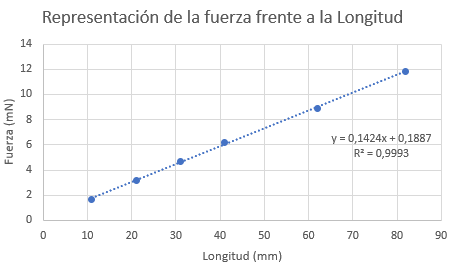 Representación de la fuerza frente a la Longitud
14
12
10
8
6
4
2
0
Fuerza (mN)
y = 0,1424x + 0,1887
R² = 0,9993
0 10 20 30 40 50 60 70 80 90
Longitud (mm)